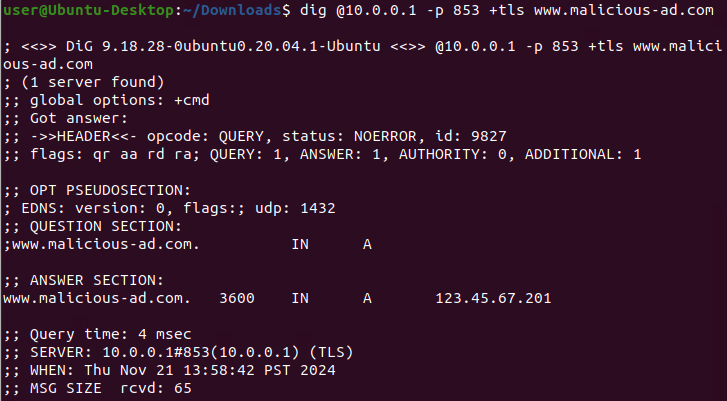 user@Ubuntu-Desktop:~/Downloads$ dig @10.0.0.1 -p 853 +tls www.malicious-ad.com

; <<>> DiG 9.18.28-0ubuntu0.20.04.1-Ubuntu <<>> @10.0.0.1 -p 853 +tls www.malici
ous-ad.com
; (1 server found)
;; global options: +cmd
;; Got answer:
;; ->>HEADER<<- opcode: QUERY, status: NOERROR, id: 9827
;; flags: qr aa rd ra; QUERY: 1, ANSWER: 1, AUTHORITY: 0, ADDITIONAL: 1

;; OPT PSEUDOSECTION:
; EDNS: version: 0, flags:; udp: 1432
;; QUESTION SECTION:
;www.malicious-ad.com. IN A

;; ANSWER SECTION:
www.malicious-ad.com. 3600 IN A 123.45.67.201

;; Query time: 4 msec
;; SERVER: 10.0.0.1#853(10.0.0.1) (TLS)
;; WHEN: Thu Nov 21 13:58:42 PST 2024
;; MSG SIZE rcvd: 65